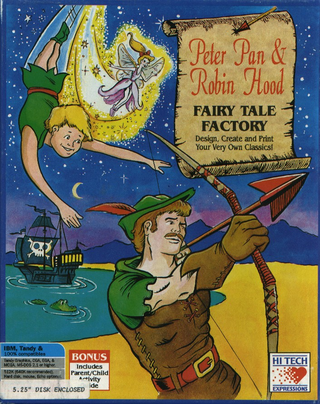 Peter Pan &
Robin Hood
FAIRY TALE
FACTORY
Design, Create and Print
Your Very Own Classics!
IBM, Tandy &
100% compatibles
BONUS
Includes
Parent/Child
Activity
5.25" DISK ENCLOSED
HI TECH
EXPRESSIONS